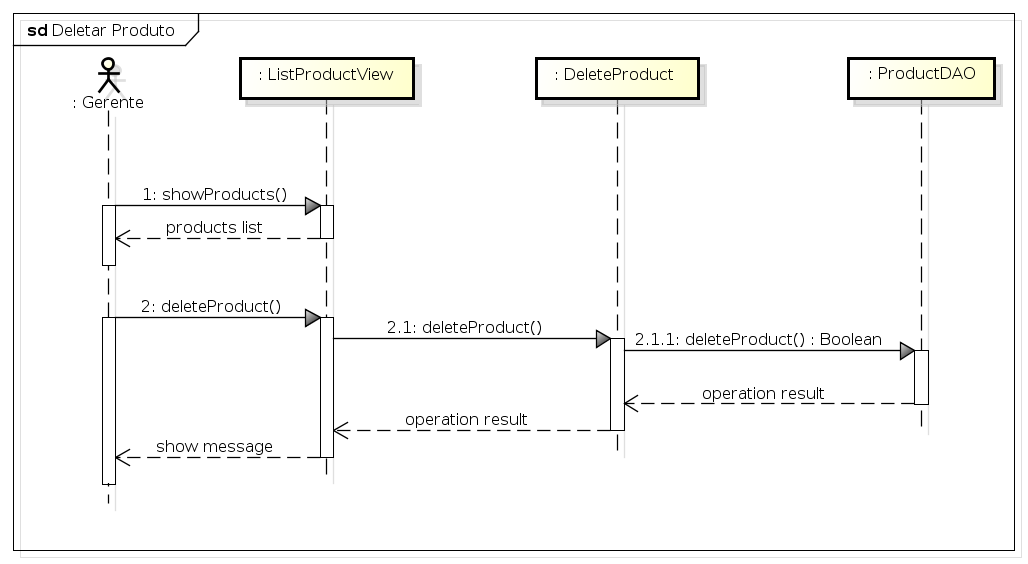 sd Deletar Produto
: Gerente
: ListProductView
: DeleteProduct
: ProductDAO
1: showProducts()
products list
2: deleteProduct()
2.1: deleteProduct()
2.1.1: deleteProduct() : Boolean
operation result
operation result
show message